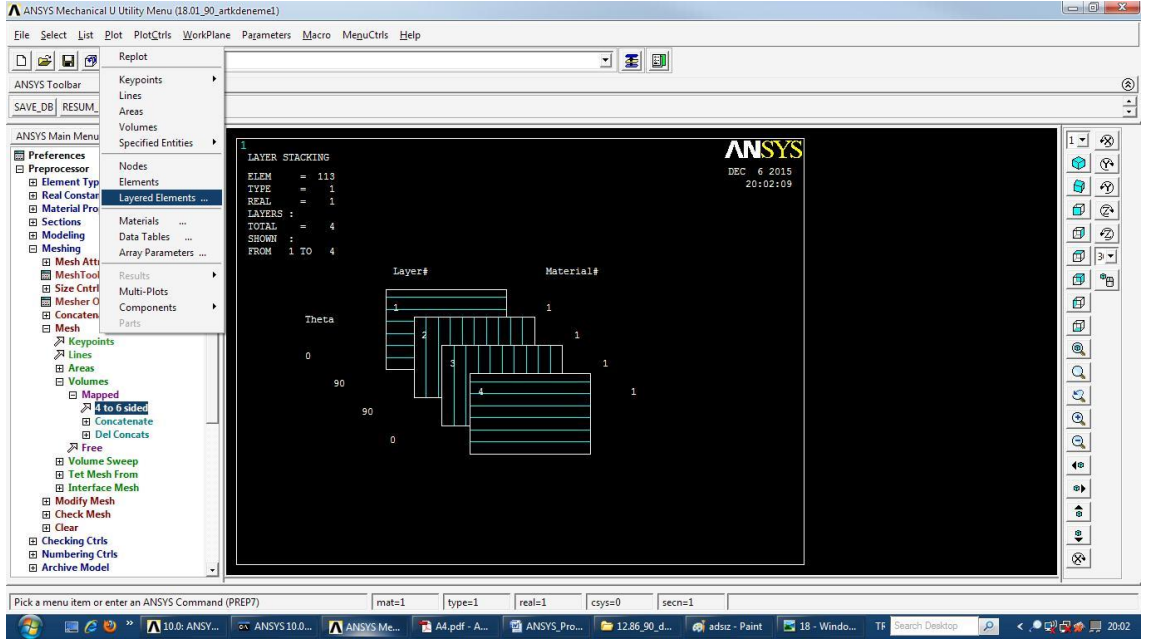 ANSYS Mechanical U Utility Menu (18.01_90_artkdeneme1)
File Select List Plot PlotCtrls WorkPlane Parameters Macro MenuCtrls Help
ANSYS Toolbar
SAVE_DB RESUM_
Replot
Keypoints
Lines
Areas
Volumes
Specified Entities
Nodes
Elements
Layered Elements ...
Materials ...
Data Tables ...
Array Parameters ...
Results
Multi-Plots
Components
Parts
ANSYS Main Menu
Preferences
Preprocessor
Element Typ
Real Constan
Material Pro
Sections
Modeling
Meshing
Mesh Attr
MeshTool
Size Cntrl
Mesher O
Concaten
Mesh
Keypoints
Lines
Areas
Volumes
Mapped
4 to 6 sided
Concatenate
Del Concats
Free
Volume Sweep
Tet Mesh From
Interface Mesh
Modify Mesh
Check Mesh
Clear
Checking Ctrls
Numbering Ctrls
Archive Model
1
LAYER STACKING
ELEM = 113
TYPE = 1
REAL = 1
LAYERS :
TOTAL = 4
SHOWN :
FROM 1 TO 4
ANSYS
DEC 6 2015
20:02:09
Layer# Material#
1 1
Theta
2 1
0 3 1
90 4 1
90
0
1
3
Pick a menu item or enter an ANSYS Command (PREP7) mat=1 type=1 real=1 csys=0 secn=1
10.0: ANSY... ANSYS 10.0... ANSYS Me... A4.pdf - A... ANSYS_Pro... 12.86_90_d... adsız - Paint 18 - Windo... TR Search Desktop 20:02